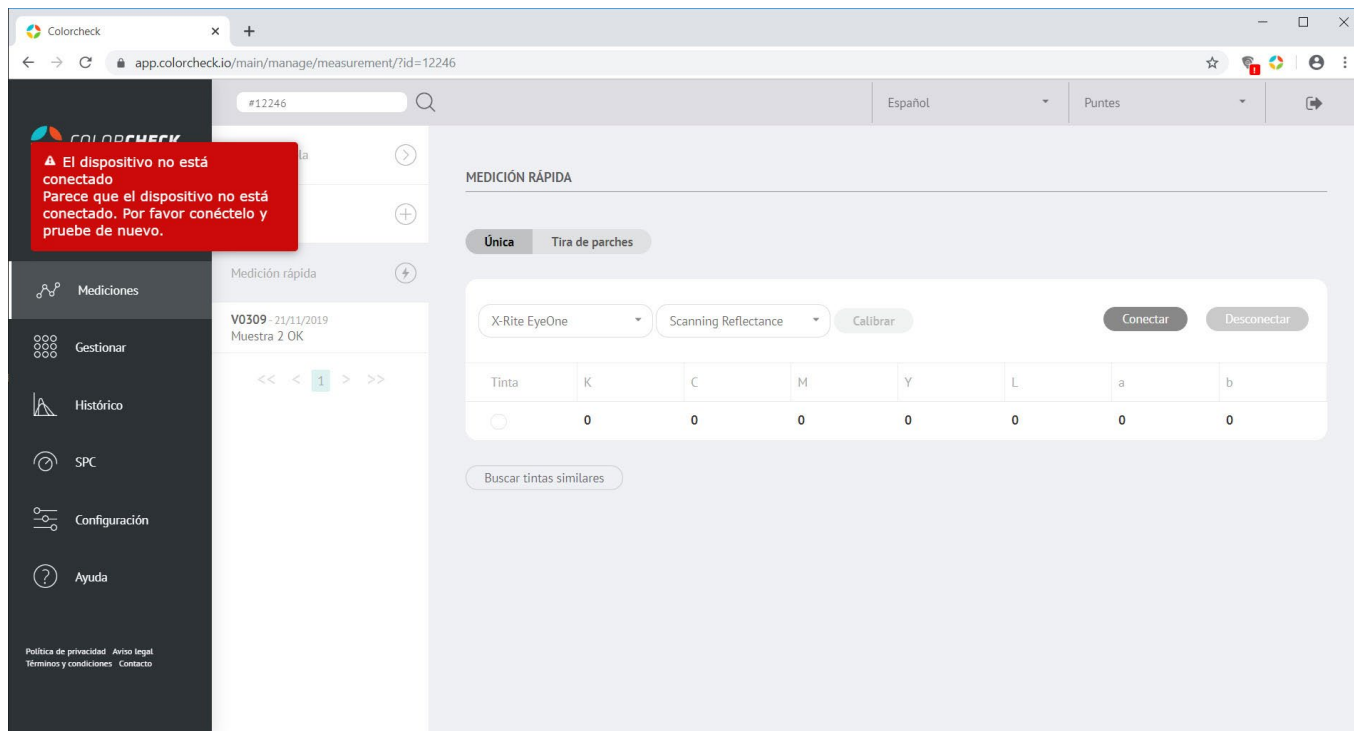 Colorcheck
app.colorcheck.io/main/manage/measurement/?id=12246
#12246
Español
Puntes
El dispositivo no está
conectado
Parece que el dispositivo no está
conectado. Por favor conéctelo y
pruebe de nuevo.
Mediciones
Gestionar
Histórico
SPC
Configuración
Ayuda
Política de privacidad Aviso legal
Términos y condiciones Contacto
Medición rápida
V0309 - 21/11/2019
Muestra 2 OK
<< < 1 > >>
MEDICIÓN RÁPIDA
Única Tira de parches
X-Rite EyeOne Scanning Reflectance Calibrar Conectar Desconectar
Tinta K C M Y L a b
0 0 0 0 0 0 0
Buscar tintas similares